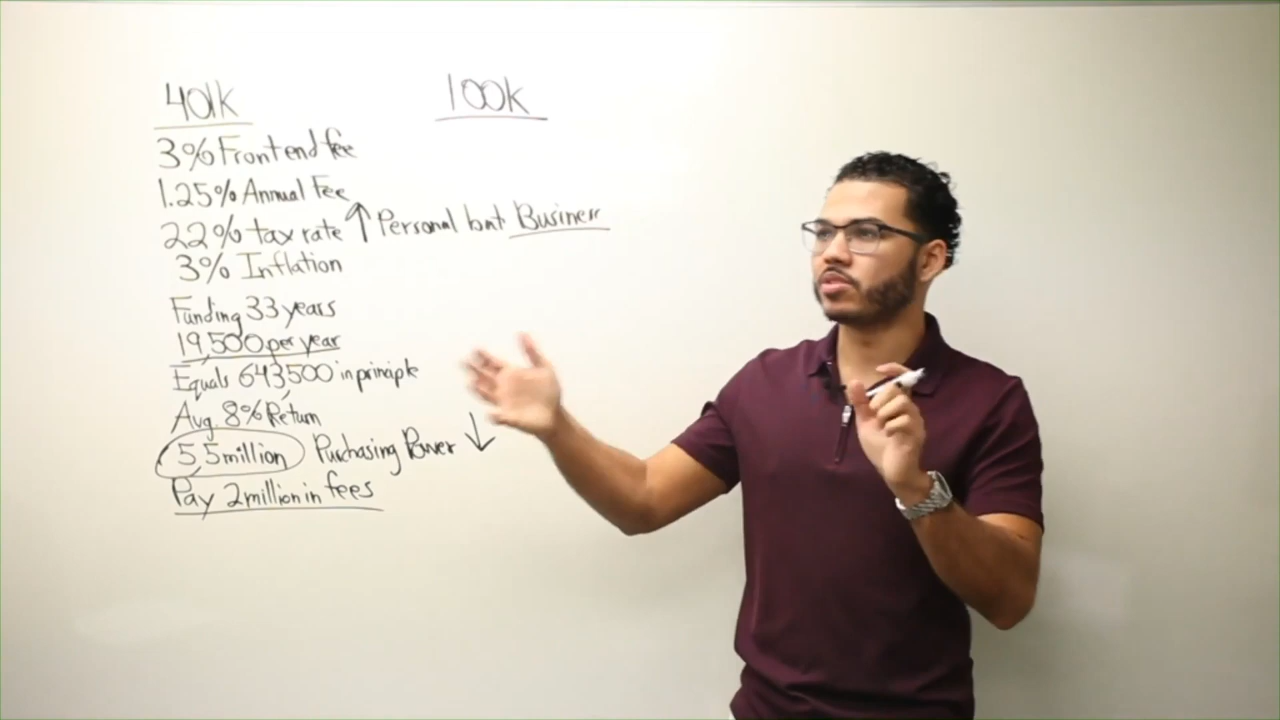 401k
100k
3% Front end fee
1.25% Annual Fee
22% tax rate ↑ Personal but Business
3% Inflation
Funding 33 years
19,500 per year
Equals 643,500 in principle
Avg. 8% Return
5,5 million Purchasing Power ↓
Pay 2 million in fees